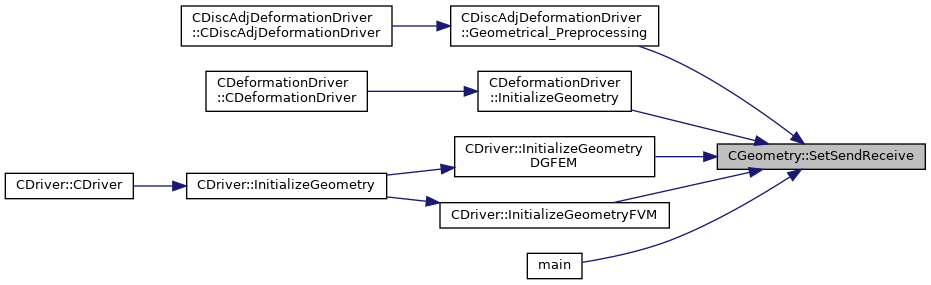 CDiscAdjDeformationDriver
::CDiscAdjDeformationDriver
CDiscAdjDeformationDriver
::Geometrical_Preprocessing
CDeformationDriver
::CDeformationDriver
CDeformationDriver
::InitializeGeometry
CGeometry::SetSendReceive
CDriver::InitializeGeometry
DGFEM
CDriver::CDriver
CDriver::InitializeGeometry
CDriver::InitializeGeometryFVM
main